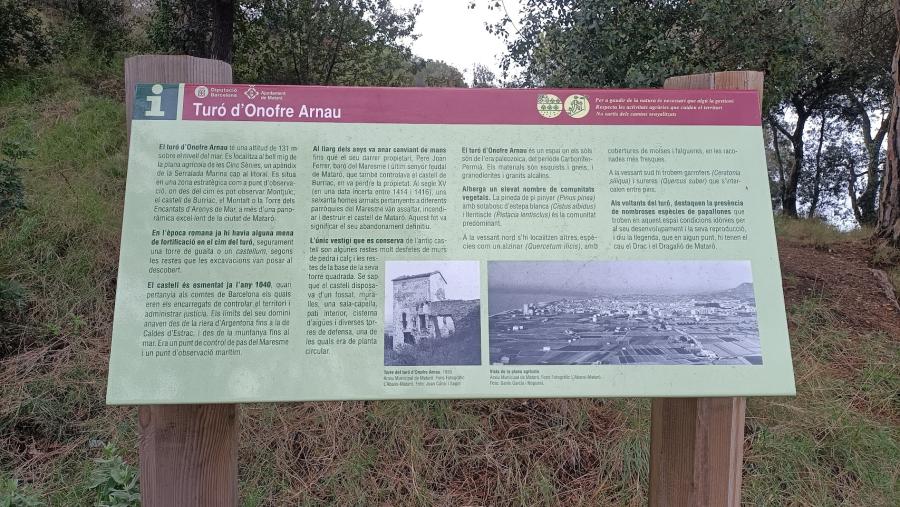 i
Diputació
Barcelona
Ajuntament
de Mataró
Turó d'Onofre Arnau
Per a gaudir de la natura és necessari que algú la gestioni
Respecta les activitats agràries que cuiden el territori
No surtis dels camins senyalitzats
El turó d'Onofre Arnau té una altitud de 131 m
sobre el nivell del mar. Es localitza al bell mig de
la plana agrícola de les Cinc Sènies, un apèndix
de la Serralada Marina cap al litoral. Es situa
en una zona estratègica com a punt d'observa-
ció, on des del cim es pot observar Montjuïc;
el castell de Burriac, el Montalt o la Torre dels
Encantats d'Arenys de Mar, a més d'una pano-
ràmica excel·lent de la ciutat de Mataró.
En l'època romana ja hi havia alguna mena
de fortificació en el cim del turó, segurament
una torre de guaita o un castellum, segons
les restes que les excavacions van posar al
descobert.
El castell és esmentat ja l'any 1040, quan
pertanyia als comtes de Barcelona els quals
eren els encarregats de controlar el territori i
administrar justícia. Els límits del seu domini
anaven des de la riera d'Argentona fins a la de
Caldes d'Estrac, i des de la muntanya fins al
mar. Era un punt de control de pas del Maresme
i un punt d'observació marítim.
Al llarg dels anys va anar canviant de mans
fins que el seu darrer propietari, Pere Joan
Ferrer, baró del Maresme i últim senyor feudal
de Mataró, que també controlava el castell de
Burriac, en va perdre la propietat. Al segle XV
(en una data incerta entre 1414 i 1416), uns
seixanta homes armats pertanyents a diferents
parròquies del Maresme van assaltar, incendi-
ar i destruir el castell de Mataró. Aquest fet va
significar el seu abandonament definitiu.
L'únic vestigi que es conserva de l'antic cas-
tell són algunes restes molt desfetes de murs
de pedra i calç i les res-
tes de la base de la seva
torre quadrada. Se sap
que el castell disposa-
va d'un fossat, mura-
lles, una sala-capella,
pati interior, cisterna
d'aigües i diverses tor-
res de defensa, una de
les quals era de planta
circular.
El turó d'Onofre Arnau és un espai on els sòls
són de l'era paleozoica, del període Carbonífer-
Permià. Els materials són esquists i gneis, i
granodiorites i granits alcalins.
Alberga un elevat nombre de comunitats
vegetals. La pineda de pi pinyer (Pinus pinea)
amb sotabosc d'estepa blanca (Cistus albidus)
i llentiscle (Pistacia lentiscus) és la comunitat
predominant.
A la vessant nord s'hi localitzen altres espè-
cies com un alzinar (Quercetum ilicis), amb
cobertures de molses i falgueres, en les raco-
nades més fresques.
A la vessant sud hi trobem garrofers (Ceratonia
siliqua) i sureres (Quercus suber) que s'inter-
calen entre pins.
Als voltants del turó, destaquen la presència
de nombroses espècies de papallones que
troben en aquest espai condicions idònies per
al seu desenvolupament i la seva reproducció,
i diu la llegenda, que en algun punt, hi tenen el
cau el Drac i el Dragalió de Mataró.
Torre del turó d'Onofre Arnau,
Arxiu Municipal de Mataró. Fons Fotogràfic
Vista de la plana agrícola.
Arxiu Municipal de Mataró. Fons Fotogràfic